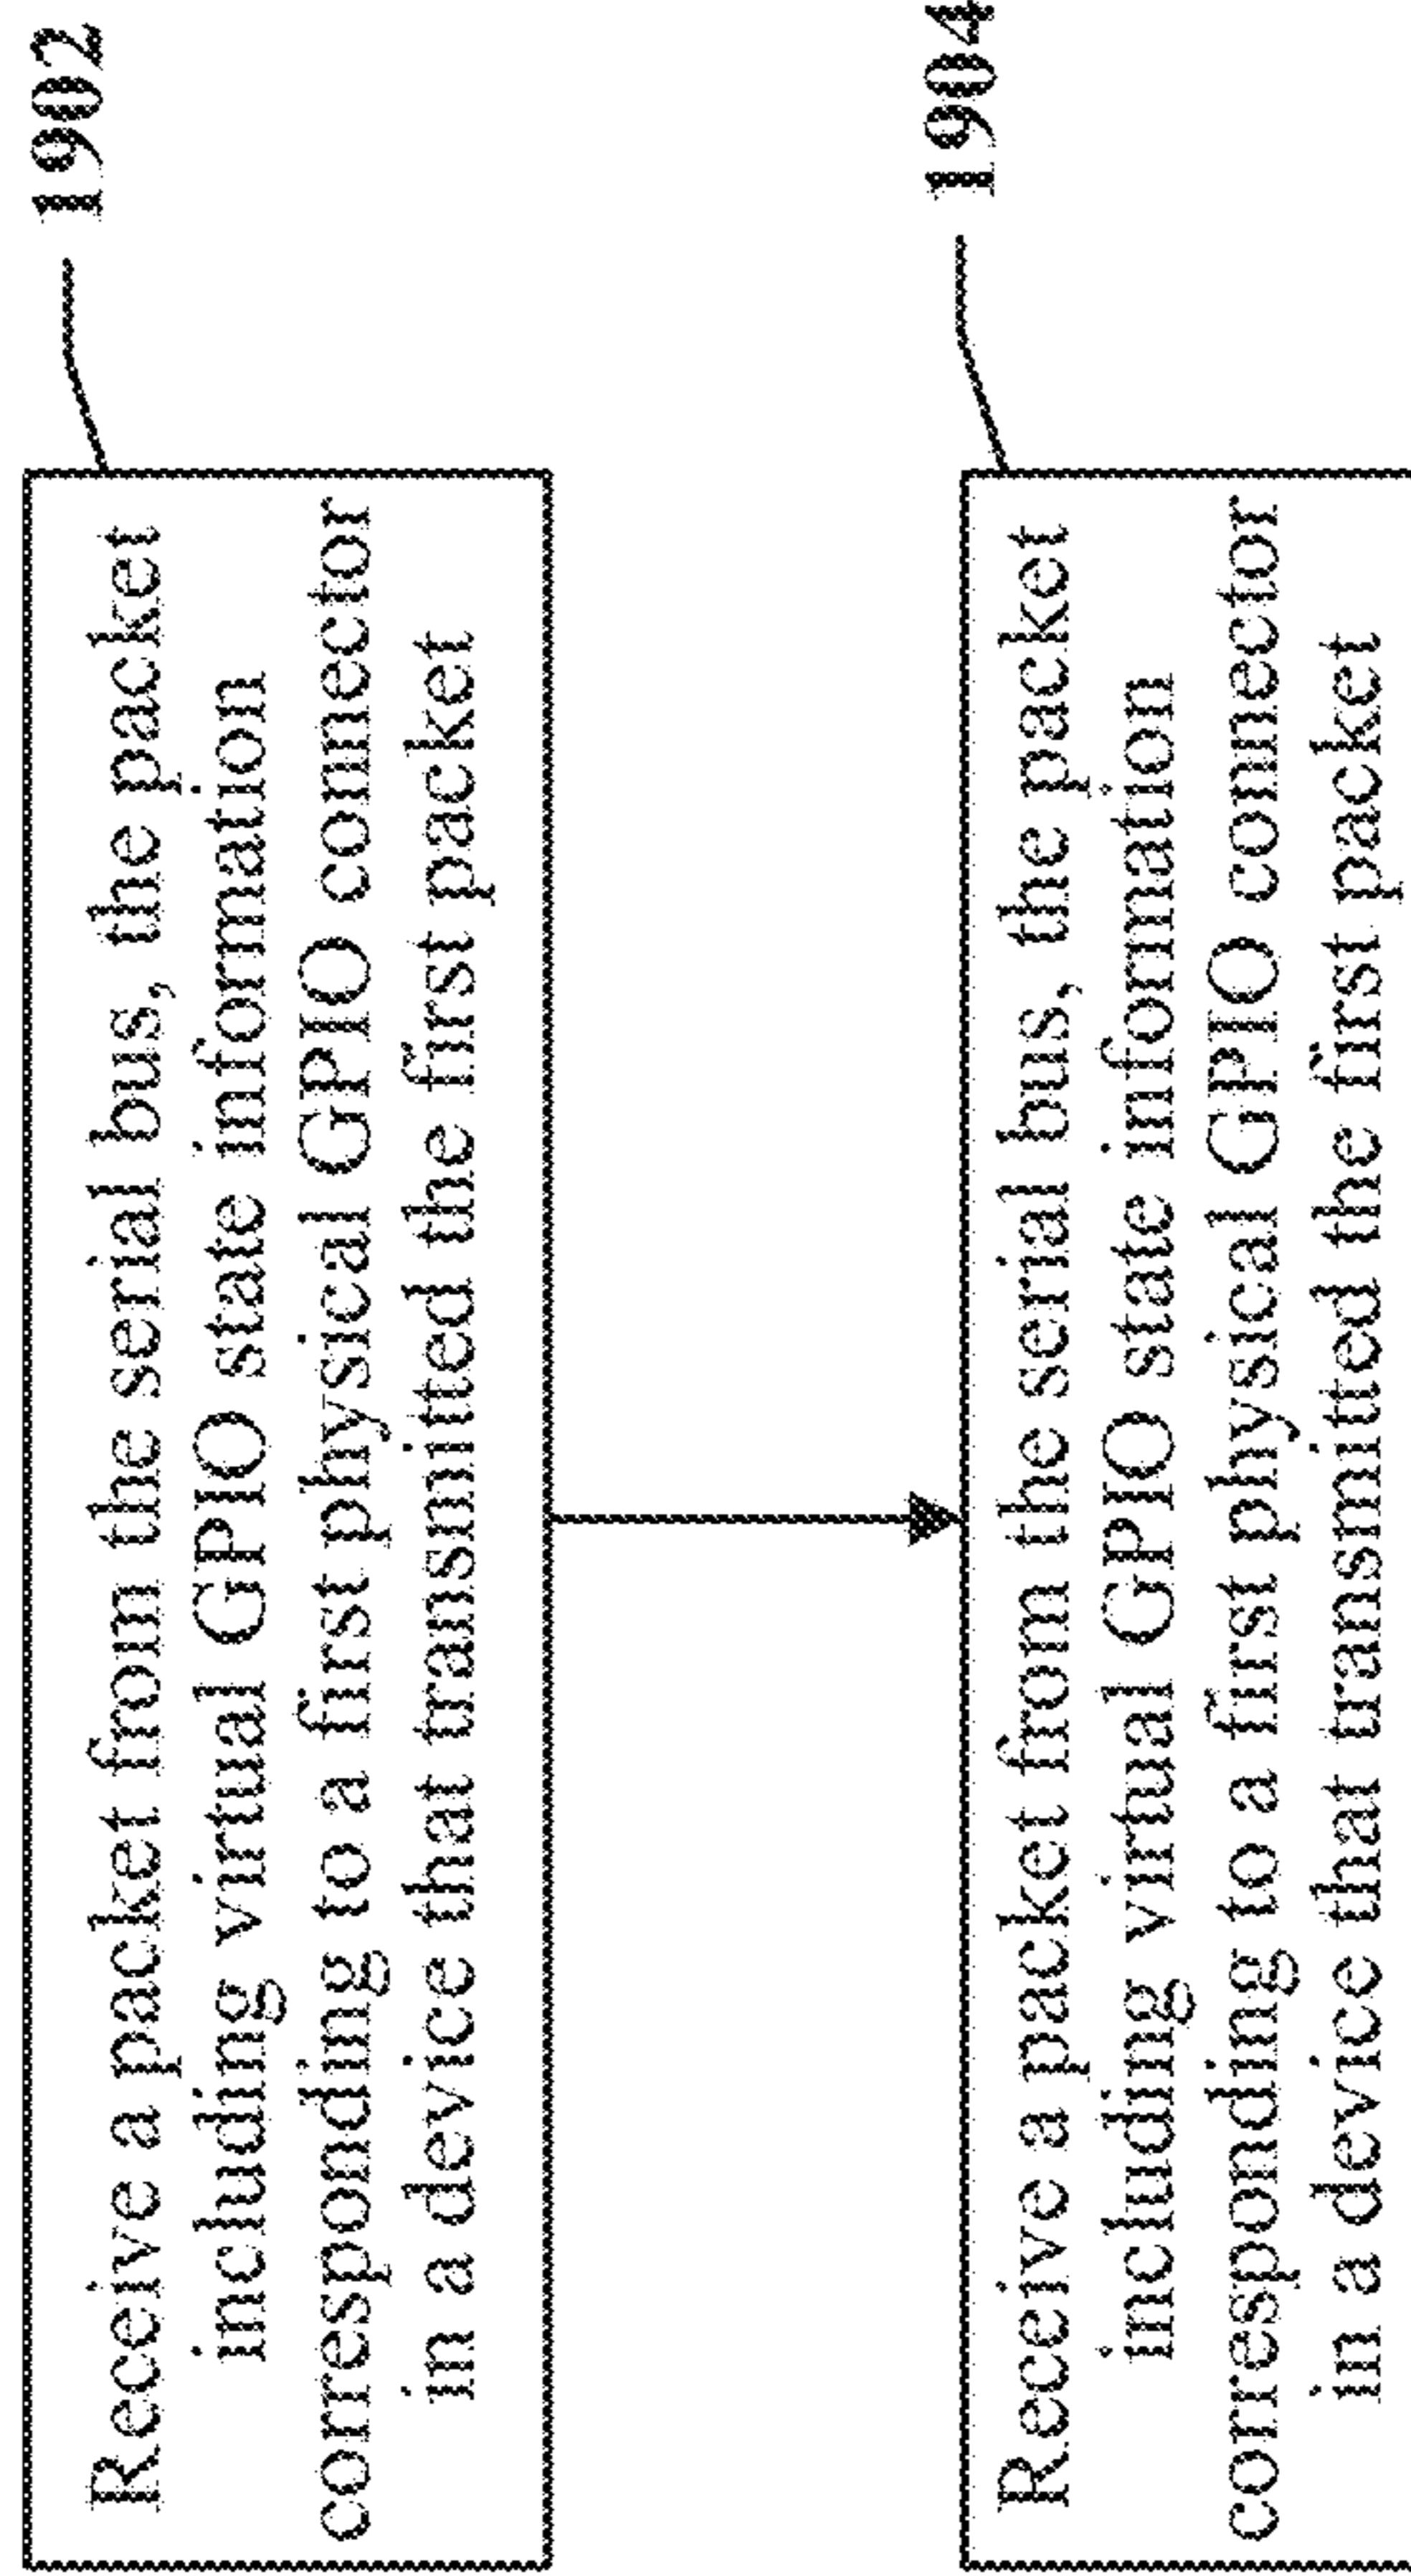 Receive a packet from the serial bus, the packet
including virtual GPIO state information
corresponding to a first physical GPIO connector
in a device that transmitted the first packet
1902
Receive a packet from the serial bus, the packet
including virtual GPIO state information
corresponding to a first physical GPIO connector
in a device that transmitted the first packet
1904